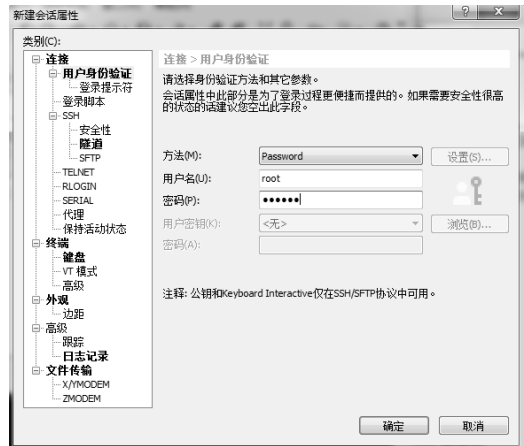 新建会话属性
?
X
类别(C):
连接
用户身份验证
登录提示符
登录脚本
SSH
安全性
隧道
SFTP
TELNET
RLOGIN
SERIAL
代理
保持活动状态
终端
键盘
VT 模式
高级
外观
边距
高级
跟踪
日志记录
文件传输
X/YMODEM
ZMODEM
连接 > 用户身份验证
请选择身份验证方法和其它参数。
会话属性中此部分是为了登录过程更便捷而提供的。如果需要安全性很高
的状态的话建议您空出此字段。
方法(M): Password 设置(S)...
用户名(U): root
密码(P): ●●●●●●
用户密钥(K): <无> 浏览(B)...
密码(A):
注释: 公钥和Keyboard Interactive仅在SSH/SFTP协议中可用。
确定 取消